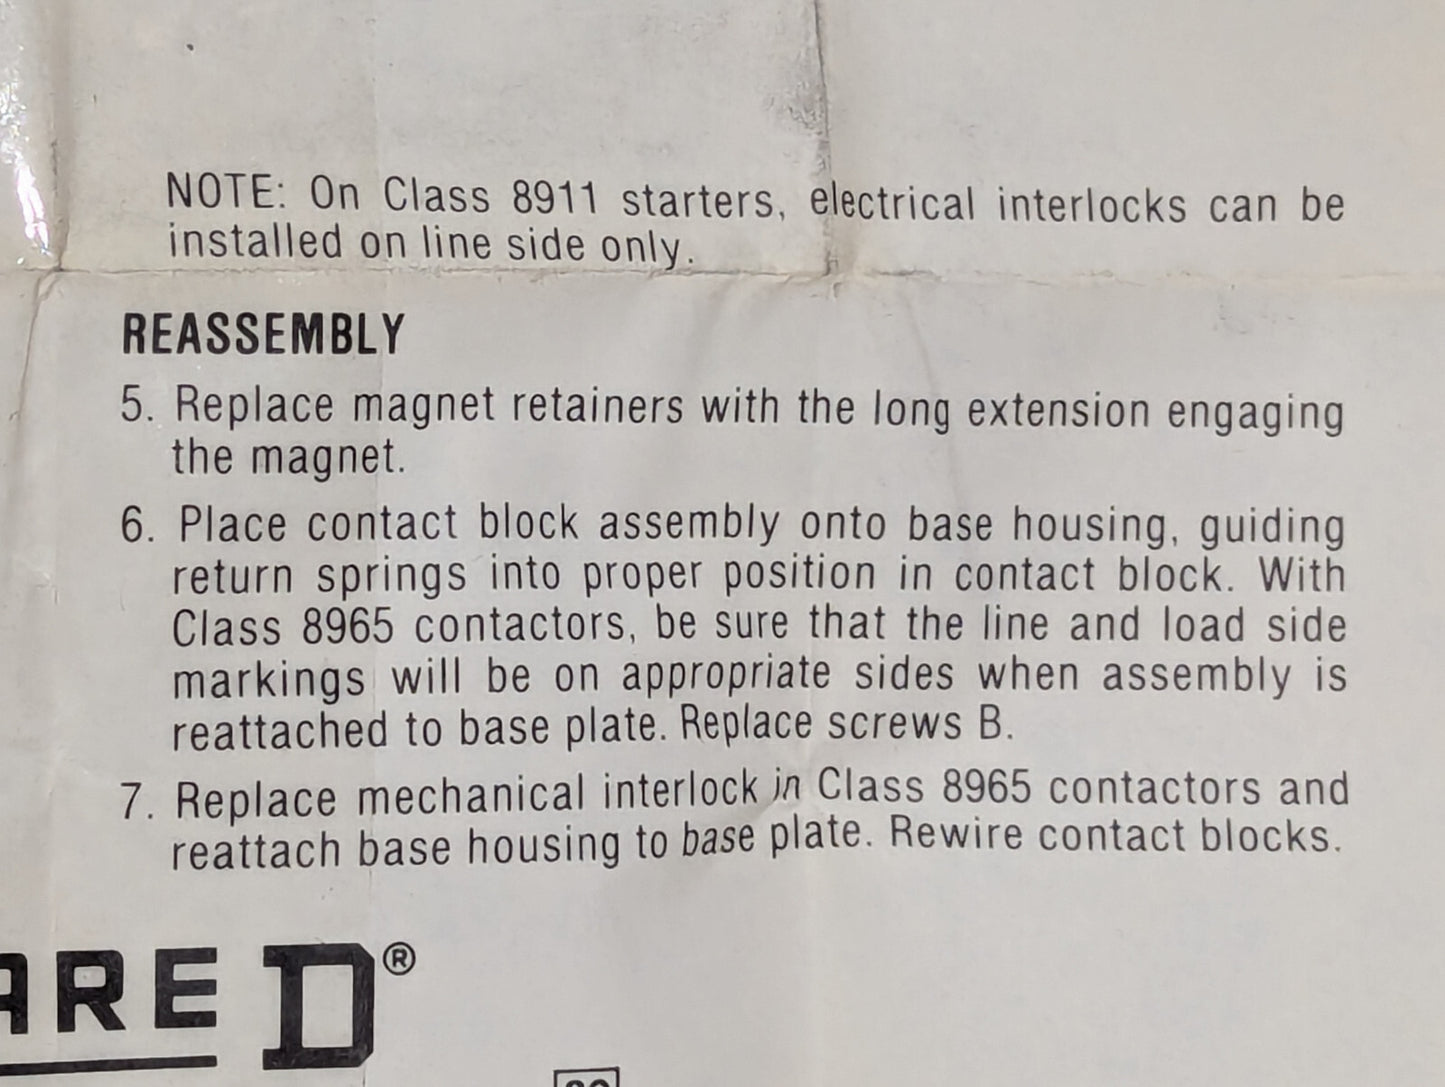 NOTE: On Class 8911 starters, electrical interlocks can be
installed on line side only.
REASSEMBLY
5. Replace magnet retainers with the long extension engaging
the magnet.
6. Place contact block assembly onto base housing, guiding
return springs into proper position in contact block. With
Class 8965 contactors, be sure that the line and load side
markings will be on appropriate sides when assembly is
reattached to base plate. Replace screws B.
7. Replace mechanical interlock in Class 8965 contactors and
reattach base housing to base plate. Rewire contact blocks.
ARE D®